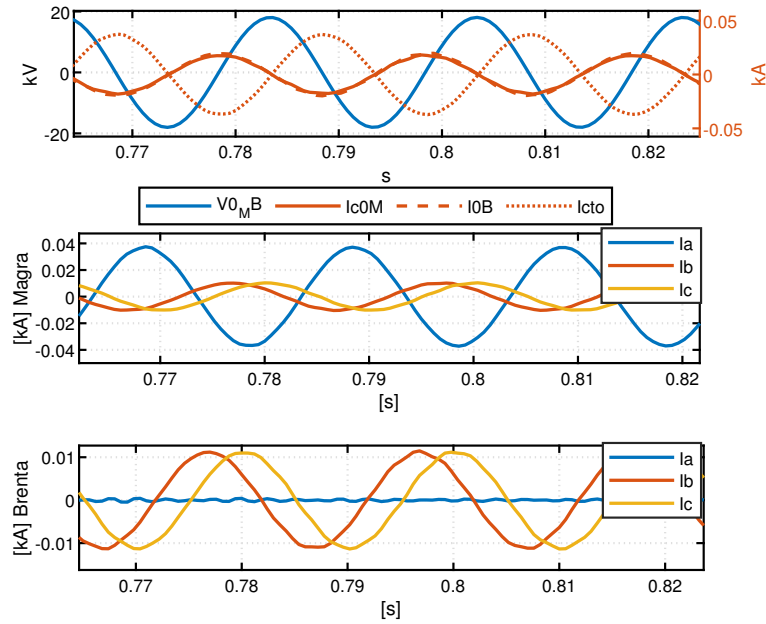 20
0.05
kV
0
0
kA
-20
-0.05
0.77
0.78
0.79
0.8
0.81
0.82
s
V0_MB
Ic0M
I0B
Icto
0.04
0.02
0
-0.02
-0.04
[kA] Magra
Ia
Ib
Ic
0.77
0.78
0.79
0.8
0.81
0.82
[s]
0.01
0
-0.01
[kA] Brenta
Ia
Ib
Ic
0.77
0.78
0.79
0.8
0.81
0.82
[s]